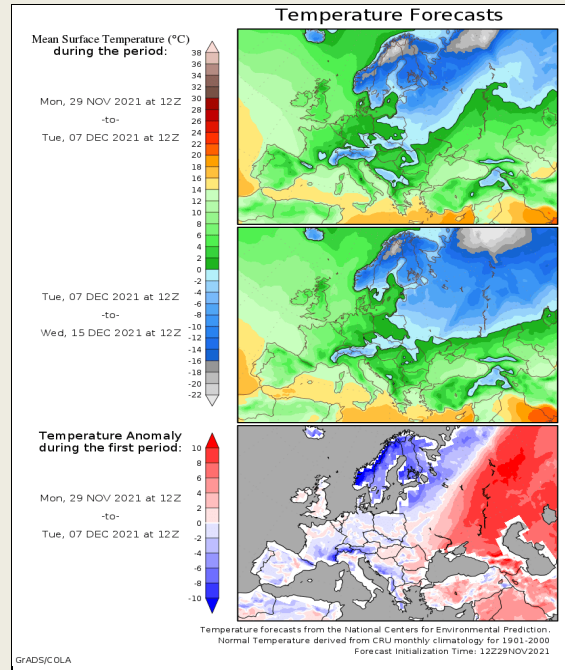 Temperature Forecasts
Mean Surface Temperature (°C)
during the period:
Mon, 29 NOV 2021 at 12Z
-to-
Tue, 07 DEC 2021 at 12Z
38
36
34
32
30
28
26
24
22
20
18
16
14
12
10
8
6
4
2
0
-2
-4
-6
-8
-10
-12
-14
-16
-18
-20
-22
Tue, 07 DEC 2021 at 12Z
-to-
Wed, 15 DEC 2021 at 12Z
Temperature Anomaly
during the first period:
Mon, 29 NOV 2021 at 12Z
-to-
Tue, 07 DEC 2021 at 12Z
10
8
6
4
2
0
-2
-4
-6
-8
-10
Temperature forecasts from the National Centers for Environmental Prediction.
Normal Temperature derived from CRU monthly climatology for 1901-2000
Forecast Initialization Time: 12Z29NOV2021
GrADS/COLA